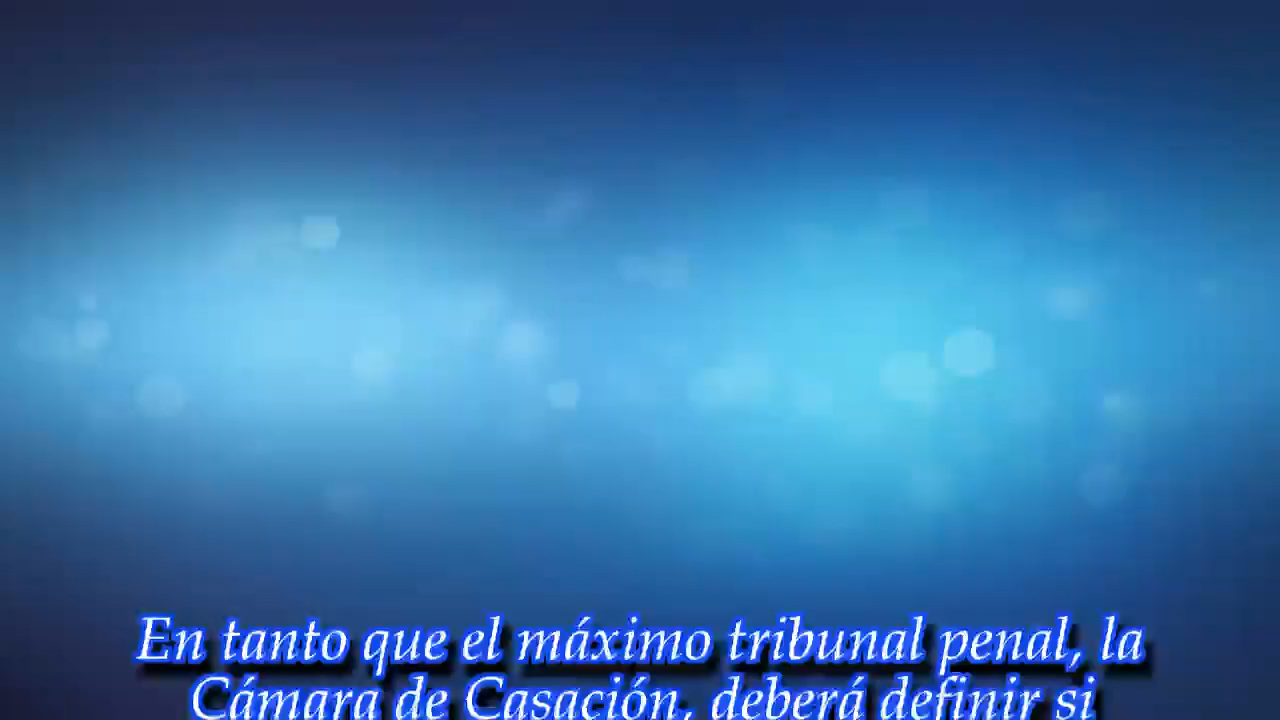 En tanto que el máximo tribunal penal, la
Cámara de Casación, deberá definir si